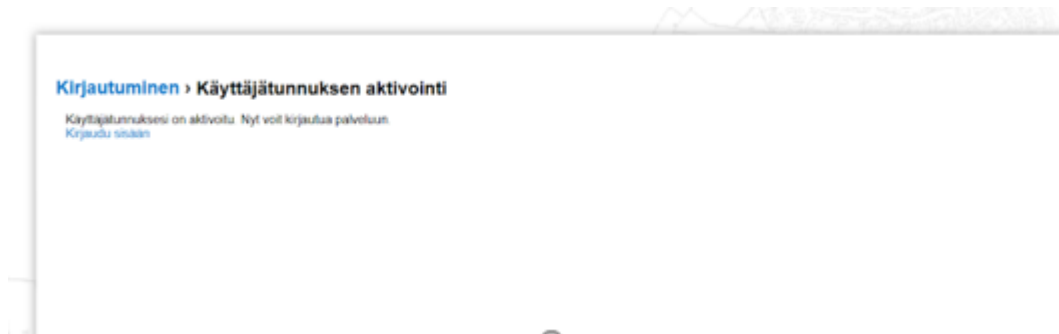 Kirjautuminen › Käyttäjätunnuksen aktivointi
Käyttäjätunnuksesi on aktivoitu. Nyt voit kirjautua palveluun.
Kirjaudu sisään